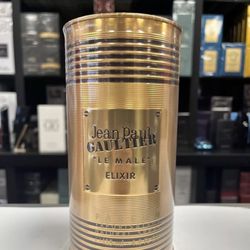 Jean Paul
GAULTIER
"LE MALE"
ELIXIR